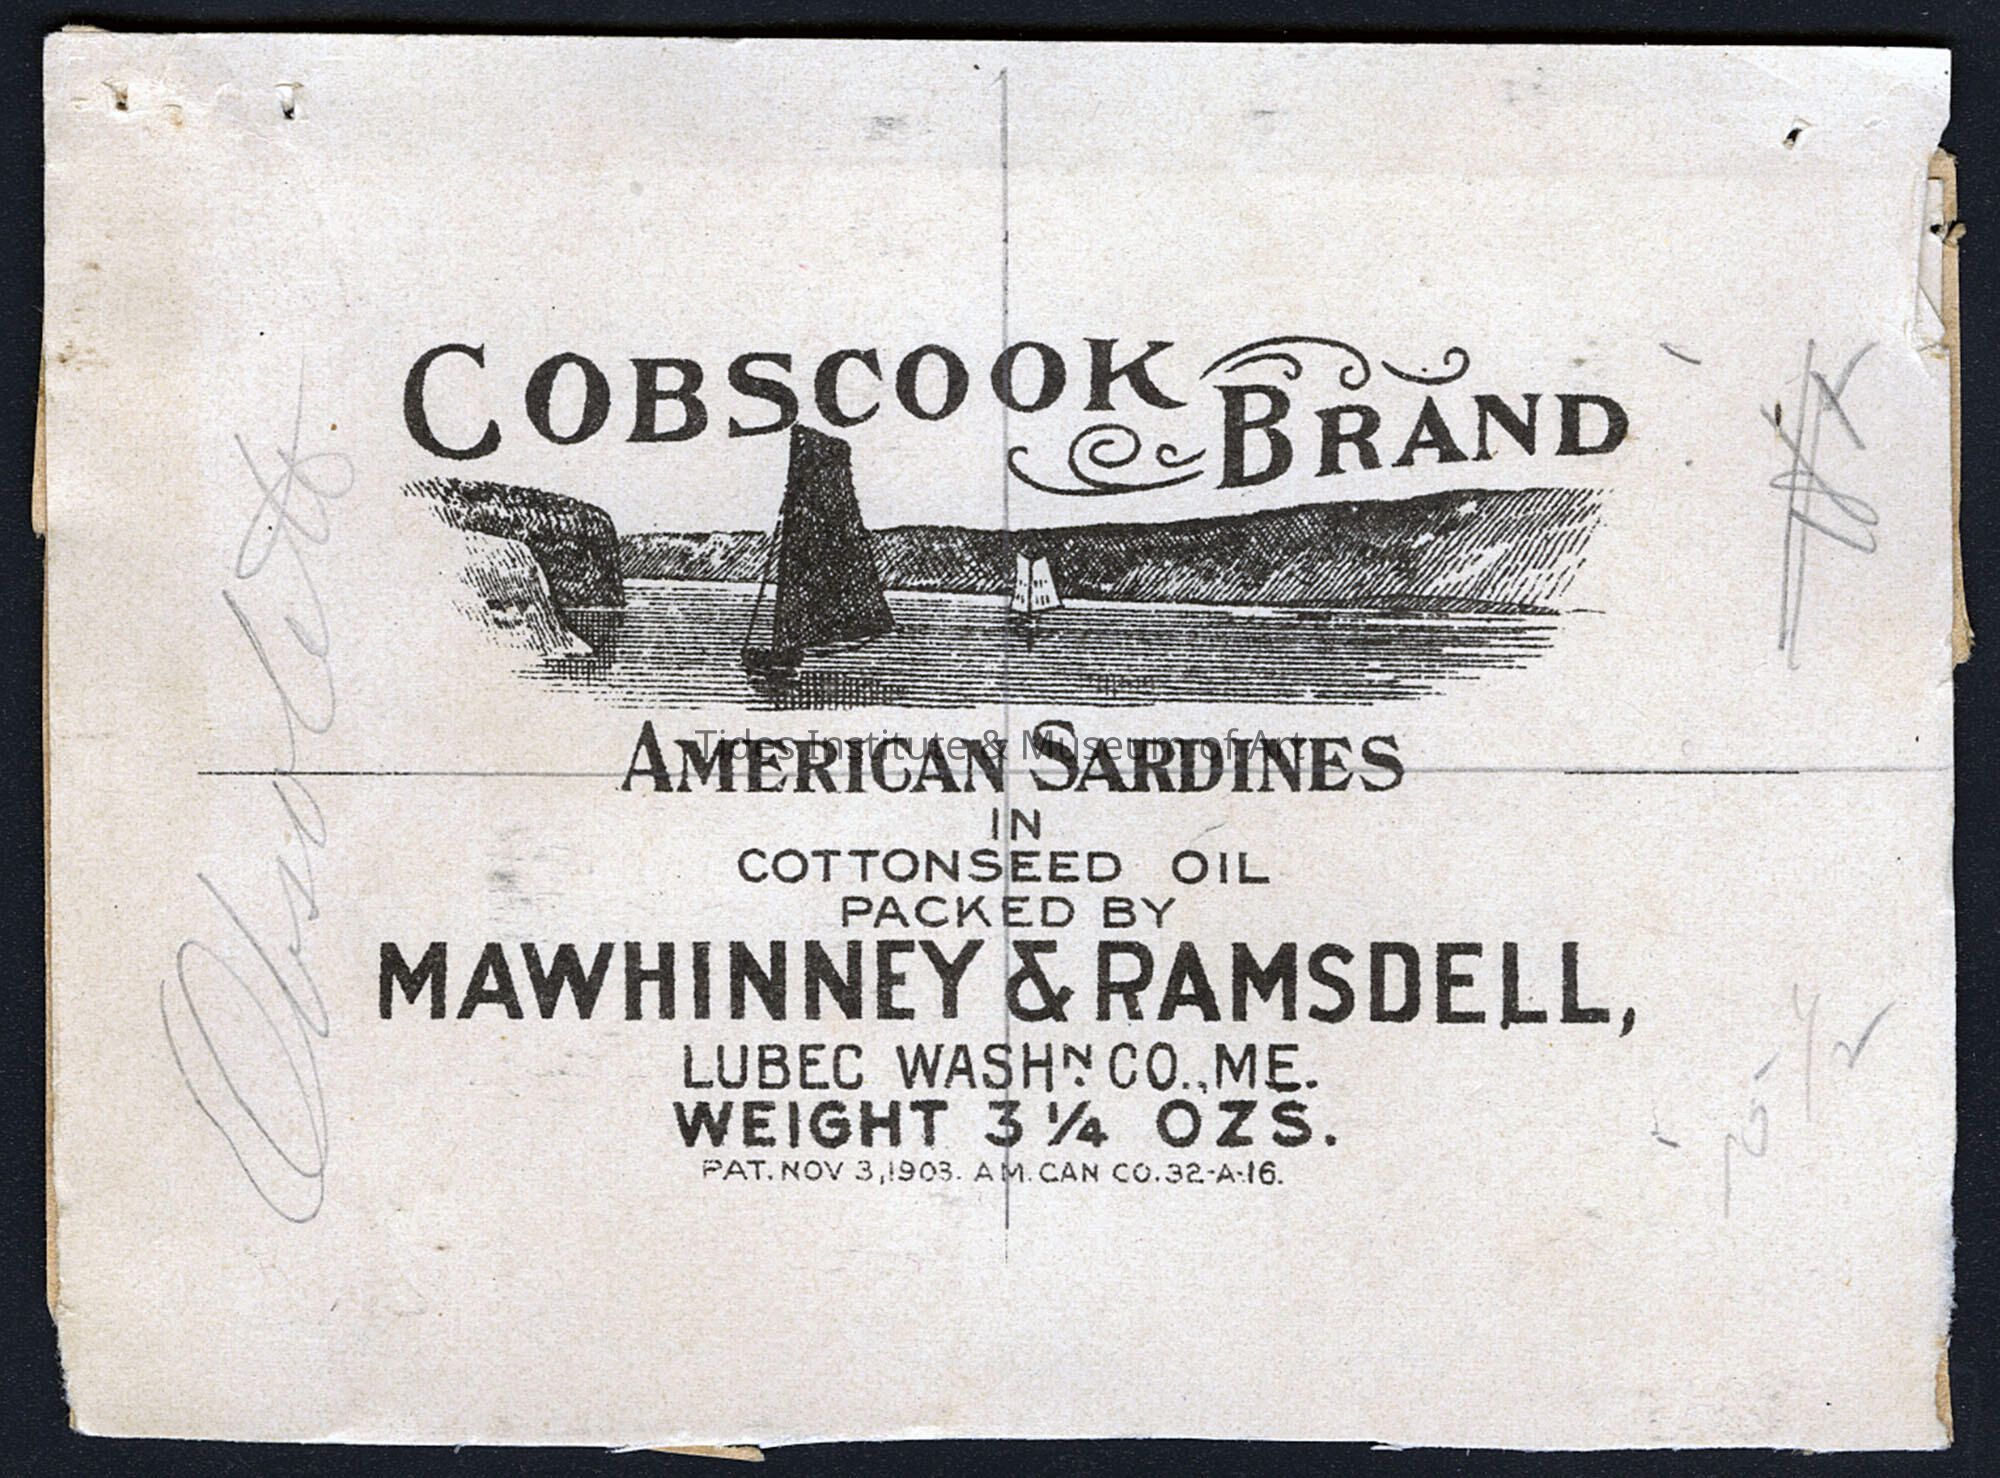 COBSCOOK BRAND
AMERICAN SARDINES
Tides Institute & Museum of Art
IN
COTTONSEED OIL
PACKED BY
MAWHINNEY & RAMSDELL,
LUBEC WASHN. CO., ME.
WEIGHT 3 1/4 OZS.
PAT. NOV 3, 1903. AM. CAN CO. 32-A-16.
Obsolete